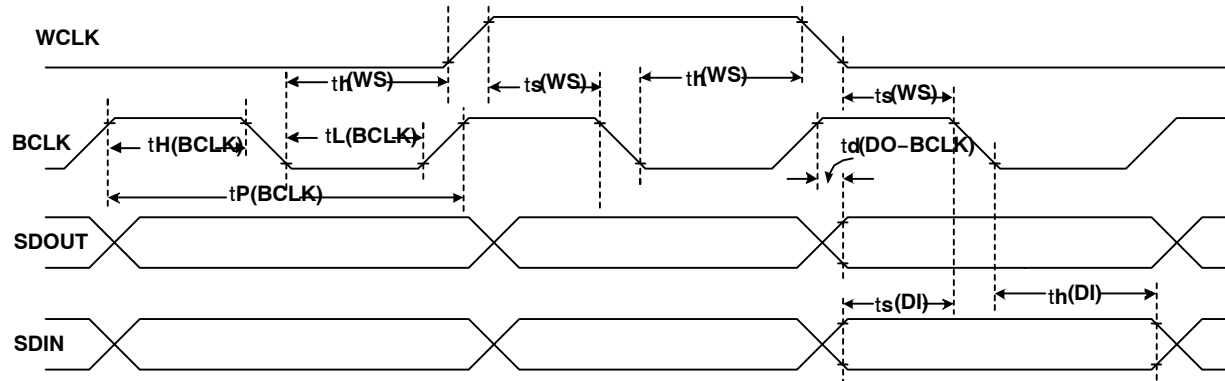 WCLK
th(WS)
ts(WS)
th(WS)
ts(WS)
BCLK
tH(BCLK)
tL(BCLK)
td(DO−BCLK)
tP(BCLK)
SDOUT
ts(DI)
th(DI)
SDIN